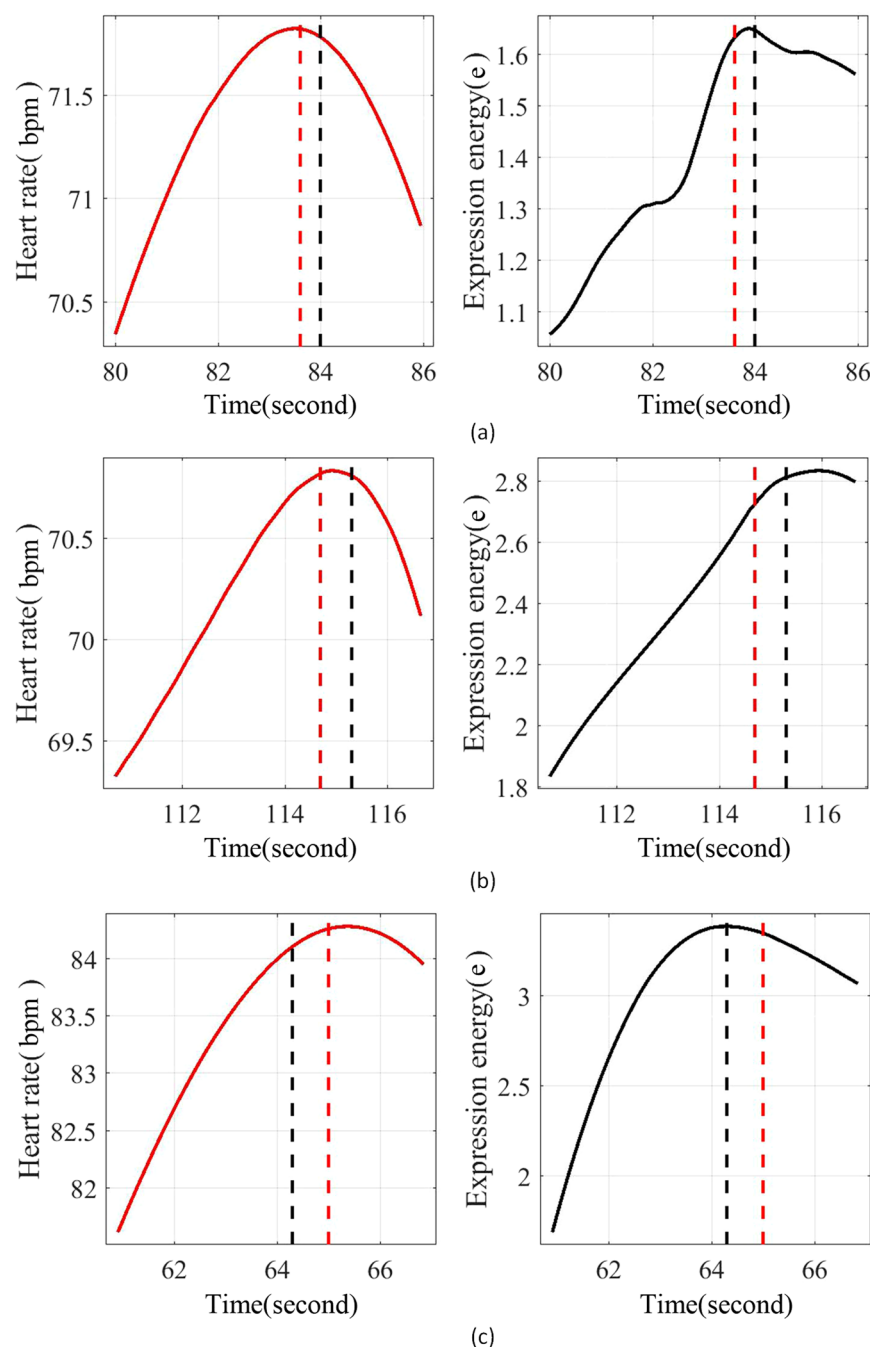 Heart rate( bpm )
71.5
71
70.5
80 82 84 86
Time(second)
Expression energy(e )
1.6
1.5
1.4
1.3
1.2
1.1
80 82 84 86
Time(second)
(a)
Heart rate( bpm )
70.5
70
69.5
112 114 116
Time(second)
Expression energy(e )
2.8
2.6
2.4
2.2
2
1.8
112 114 116
Time(second)
(b)
Heart rate( bpm )
84
83.5
83
82.5
82
62 64 66
Time(second)
Expression energy(e )
3
2.5
2
62 64 66
Time(second)
(c)